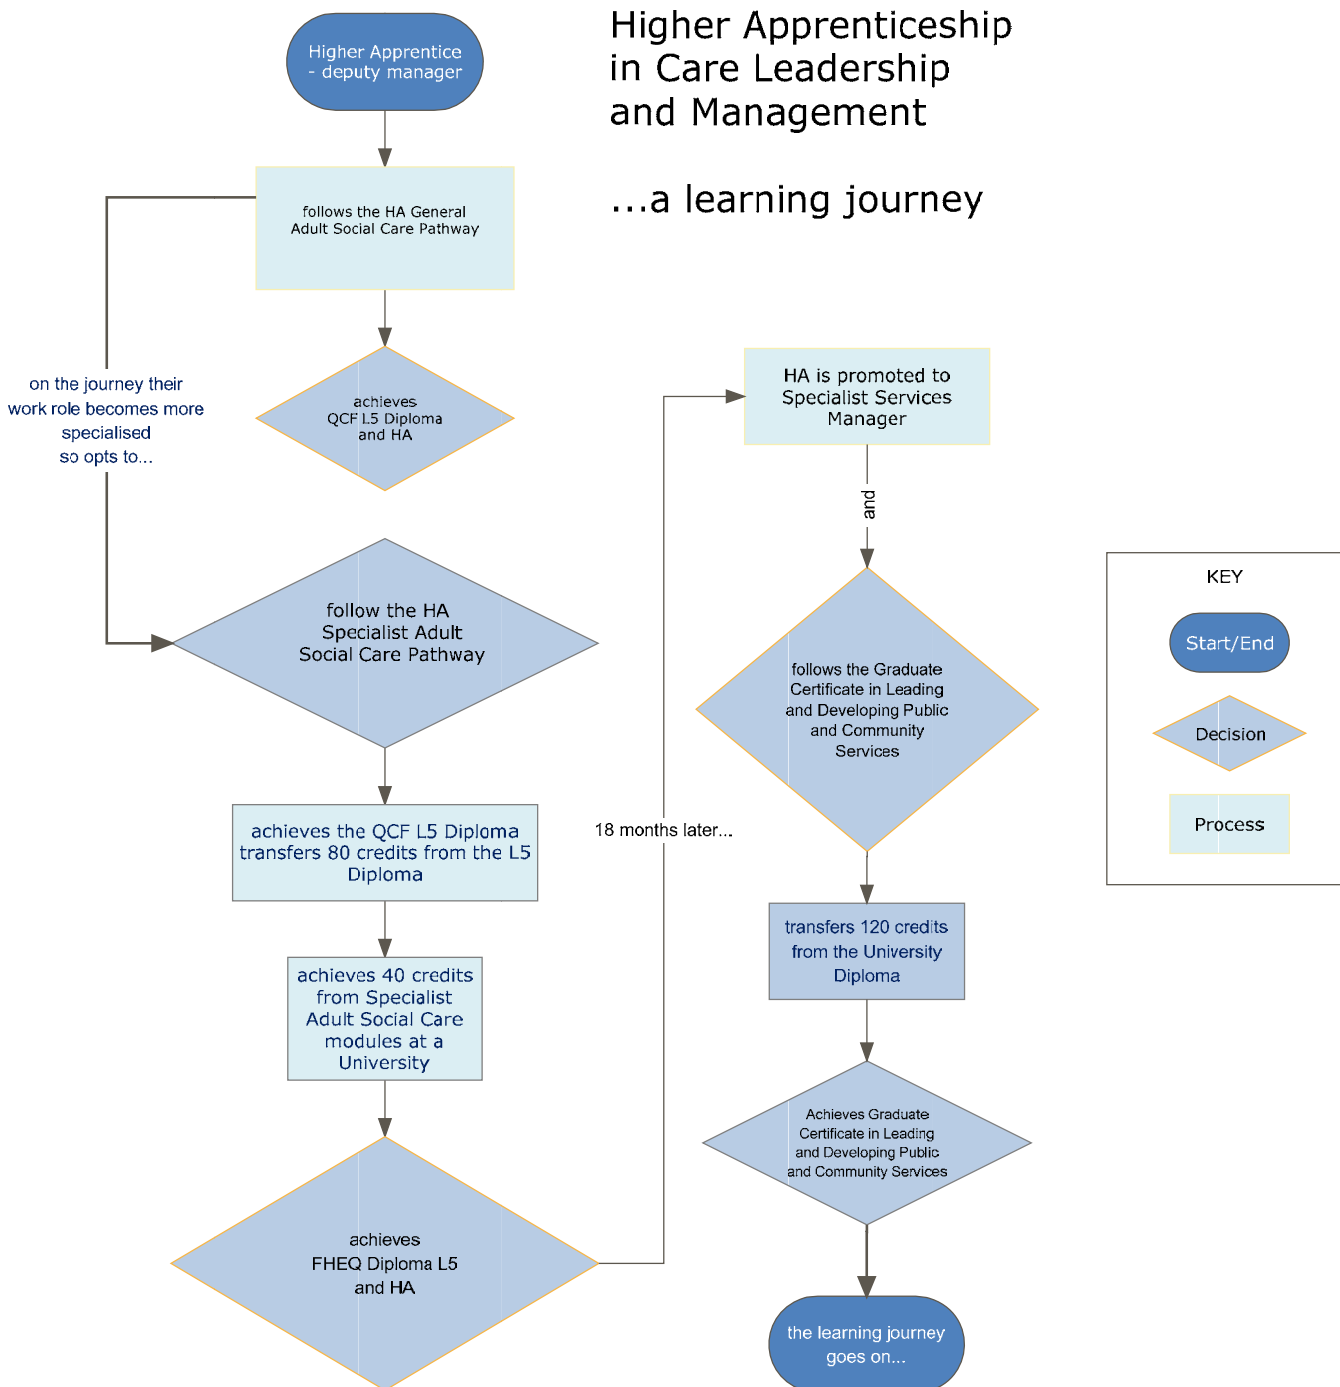 Higher Apprenticeship
in Care Leadership
and Management
...a learning journey
Higher Apprentice
- deputy manager
follows the HA General
Adult Social Care Pathway
on the journey their
work role becomes more
specialised
so opts to...
achieves
QCF L5 Diploma
and HA
follow the HA
Specialist Adult
Social Care Pathway
achieves the QCF L5 Diploma
transfers 80 credits from the L5
Diploma
achieves 40 credits
from Specialist
Adult Social Care
modules at a
University
achieves
FHEQ Diploma L5
and HA
18 months later...
HA is promoted to
Specialist Services
Manager
and
follows the Graduate
Certificate in Leading
and Developing Public
and Community
Services
transfers 120 credits
from the University
Diploma
Achieves Graduate
Certificate in Leading
and Developing Public
and Community Services
the learning journey
goes on...
KEY
Start/End
Decision
Process